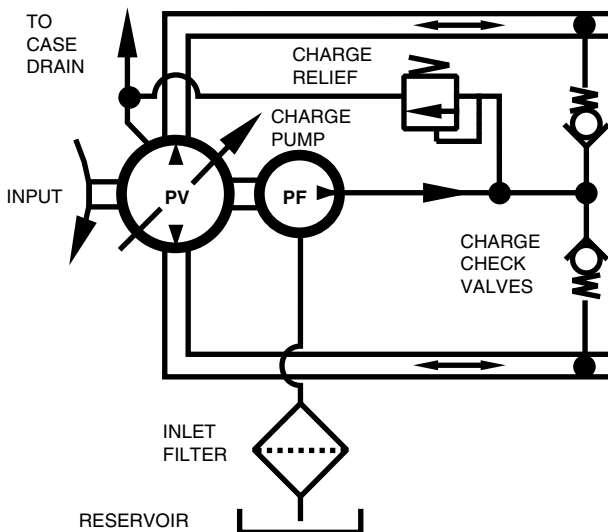 TO
CASE
DRAIN
CHARGE
RELIEF
CHARGE
PUMP
INPUT
PV
PF
CHARGE
CHECK
VALVES
INLET
FILTER
RESERVOIR